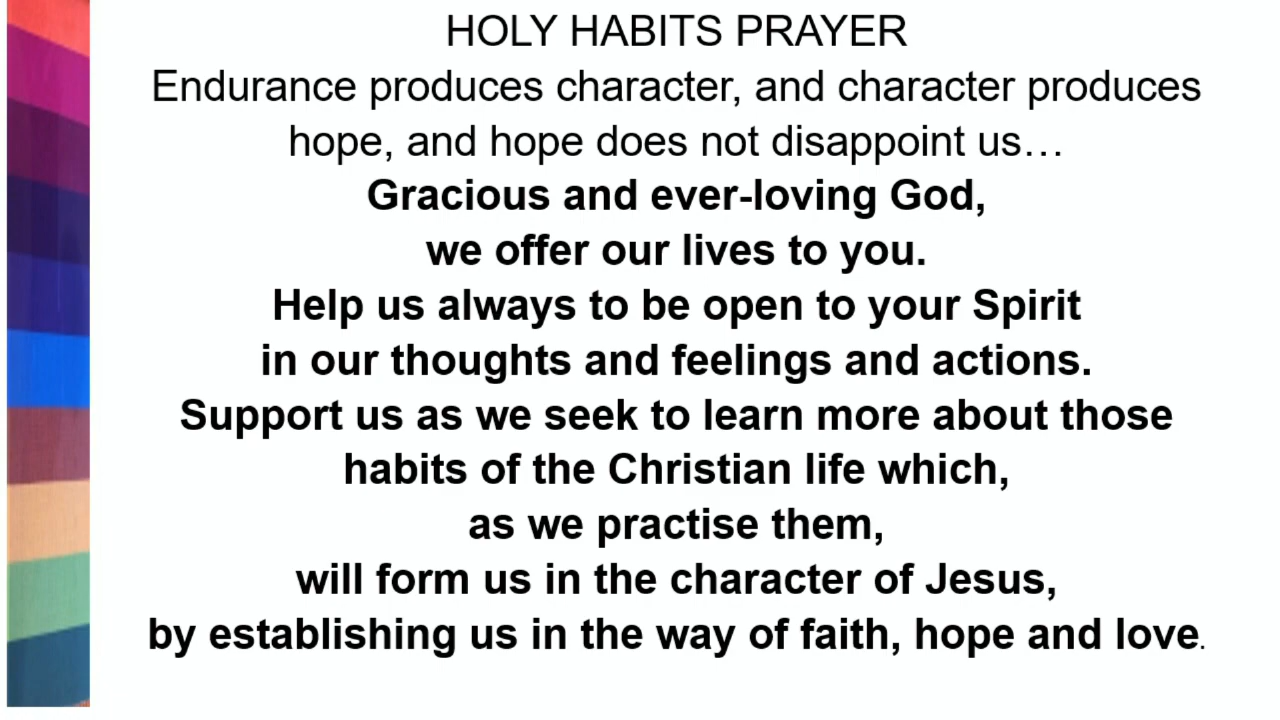 HOLY HABITS PRAYER
Endurance produces character, and character produces
hope, and hope does not disappoint us…
Gracious and ever-loving God,
we offer our lives to you.
Help us always to be open to your Spirit
in our thoughts and feelings and actions.
Support us as we seek to learn more about those
habits of the Christian life which,
as we practise them,
will form us in the character of Jesus,
by establishing us in the way of faith, hope and love.